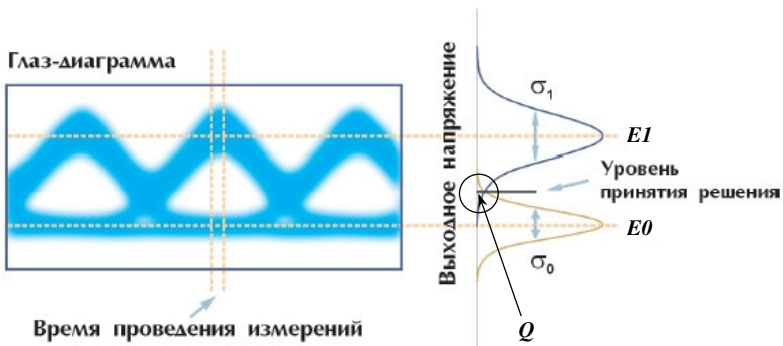 Глаз-диаграмма
Выходное напряжение
σ1
E1
Уровень
принятия решения
E0
σ0
Время проведения измерений
Q